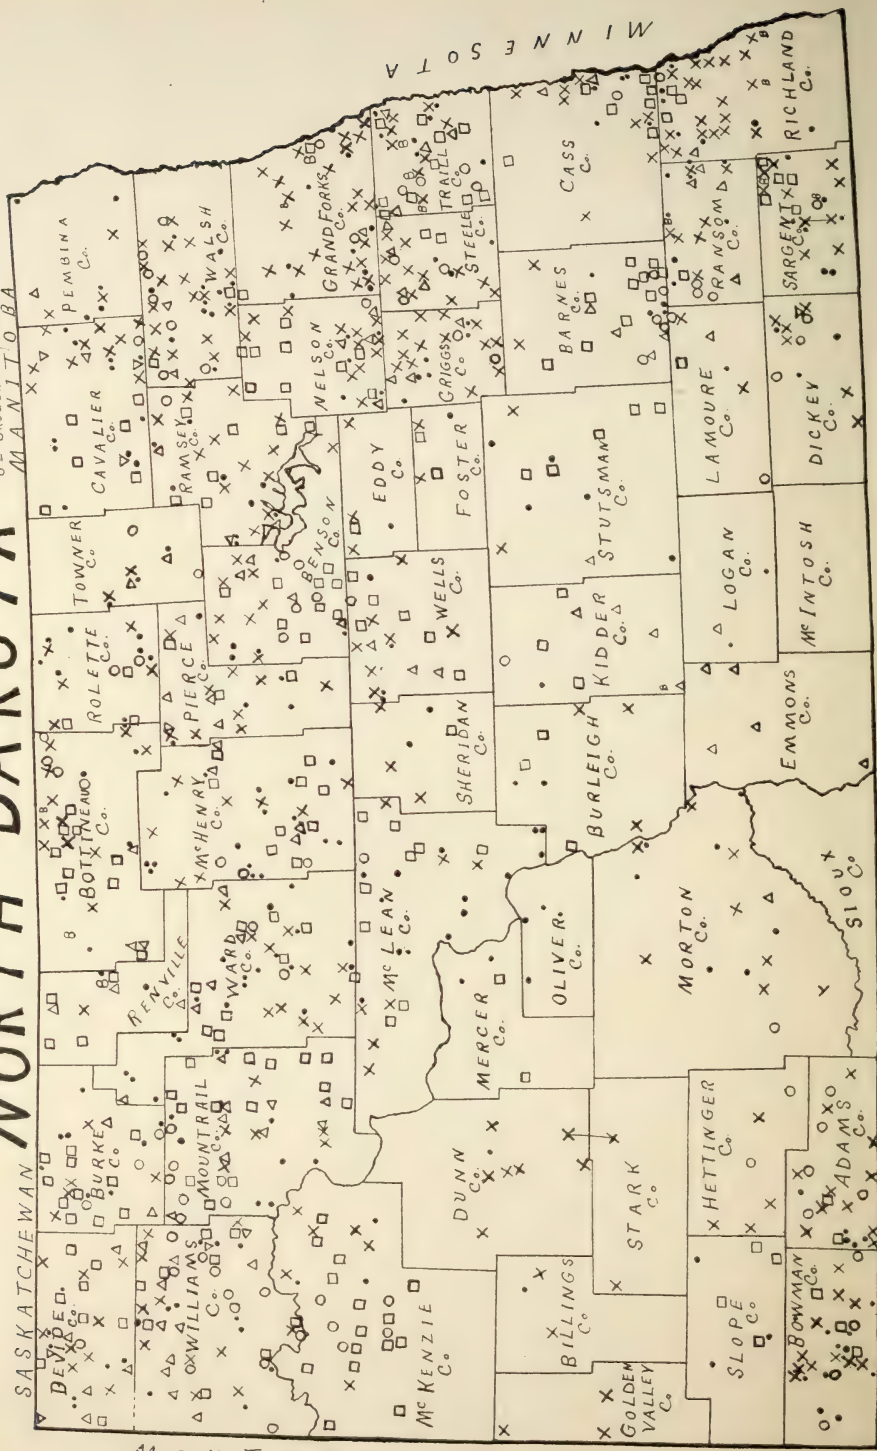 NORTH DAKOTA
SASKATCHEWAN
MANITOBA
MINNESOTA
DEVIDE
Co.
BURKE
Co
RENVILLE
Co.
BOTTINEAU
Co.
ROLETTE
Co.
TOWNER
Co
CAVALIER
Co.
PEMBINA
Co.
WILLIAMS
Co.
MOUNTRAIL
Co.
WARD
Co.
McHENRY
Co.
PIERCE
Co.
BENSON
Co.
RAMSEY
Co.
WALSH
Co.
NELSON
Co.
GRAND FORKS
Co.
McKENZIE
Co
McLEAN
Co.
SHERIDAN
Co.
WELLS
Co.
EDDY
Co.
FOSTER
Co.
GRIGGS
Co
STEELE
Co.
TRAILL
Co
DUNN
Co.
MERCER
Co.
OLIVER
Co.
BURLEIGH
Co.
KIDDER
Co.
STUTSMAN
Co.
BARNES
Co.
CASS
Co.
GOLDEN
VALLEY
Co
BILLINGS
Co
STARK
Co
MORTON
Co.
EMMONS
Co.
LOGAN
Co.
LAMOURE
Co
RANSOM
Co.
RICHLAND
Co.
SLOPE
Co
HETTINGER
Co.
BOWMAN
Co.
ADAMS
Co.
SIOUX
Co
McINTOSH
Co.
DICKEY
Co.
SARGENT
Co.